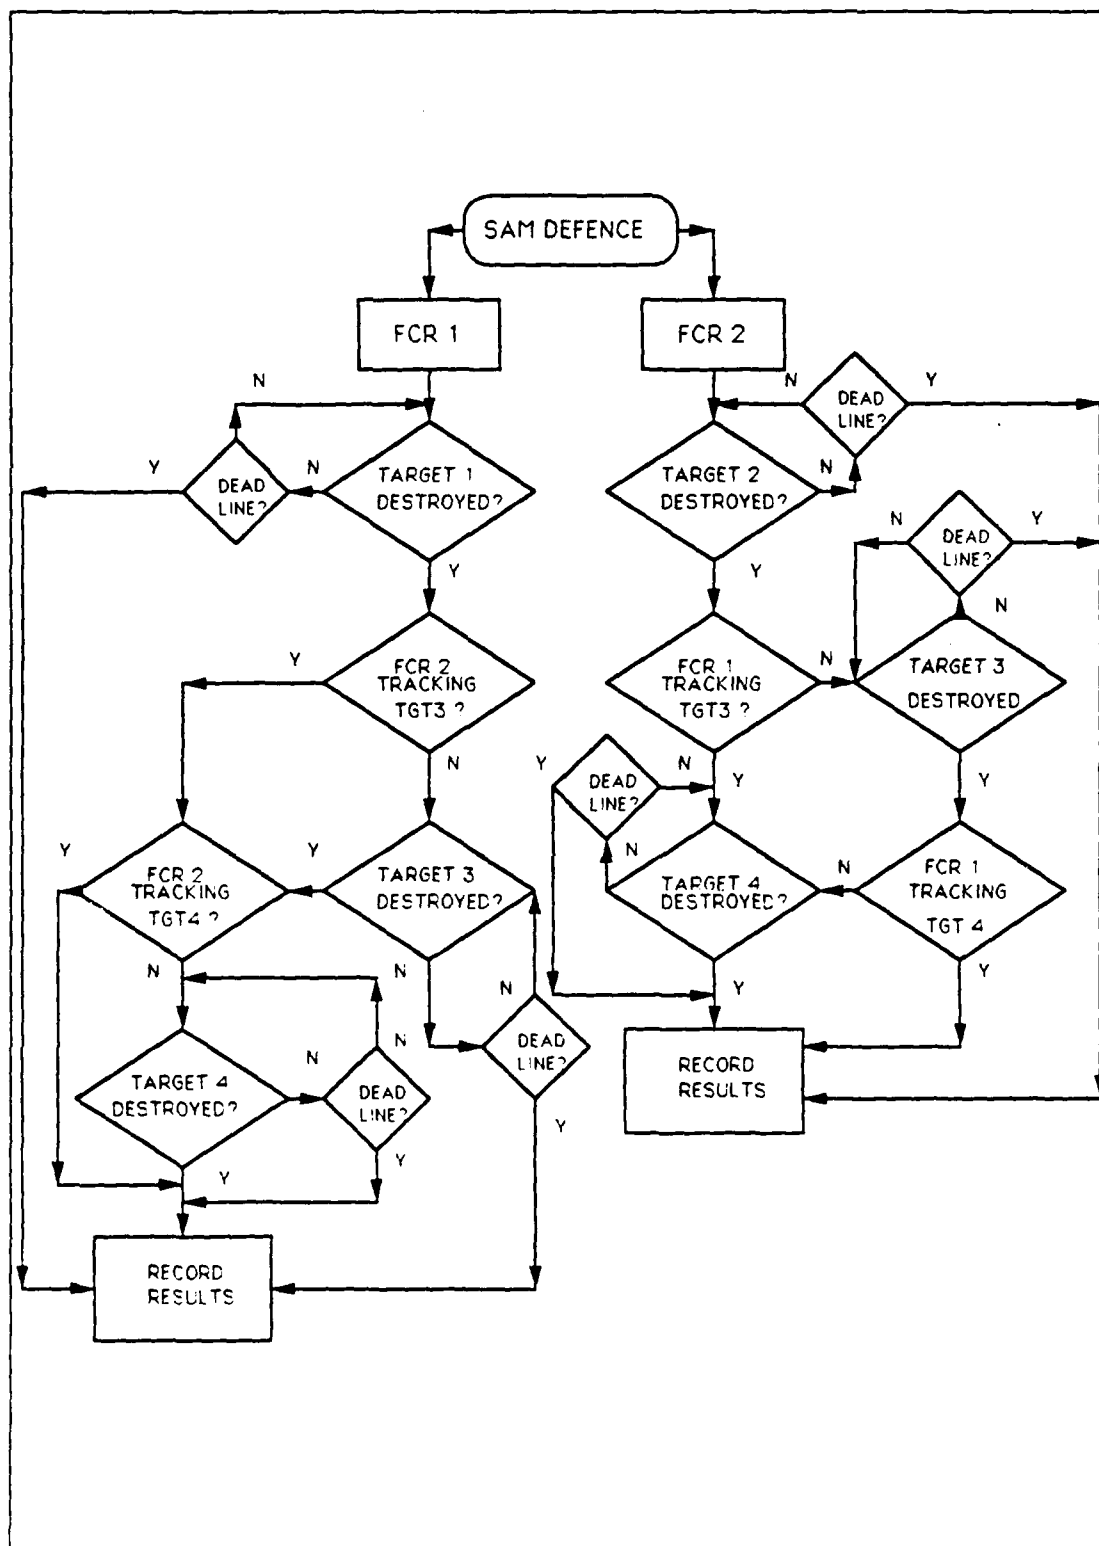 SAM DEFENCE
FCR 1
FCR 2
N
N
Y
DEAD
LINE?
Y
DEAD
LINE?
N
TARGET 1
DESTROYED?
TARGET 2
DESTROYED?
N
N
Y
DEAD
LINE?
Y
Y
N
Y
FCR 2
TRACKING
TGT3 ?
FCR 1
TRACKING
TGT3 ?
N
TARGET 3
DESTROYED
N
Y
DEAD
LINE?
N
Y
Y
Y
FCR 2
TRACKING
TGT4 ?
Y
TARGET 3
DESTROYED?
N
TARGET 4
DESTROYED?
N
FCR 1
TRACKING
TGT 4
N
N
N
Y
Y
TARGET 4
DESTROYED?
N
N
DEAD
LINE?
DEAD
LINE?
RECORD
RESULTS
Y
Y
Y
RECORD
RESULTS